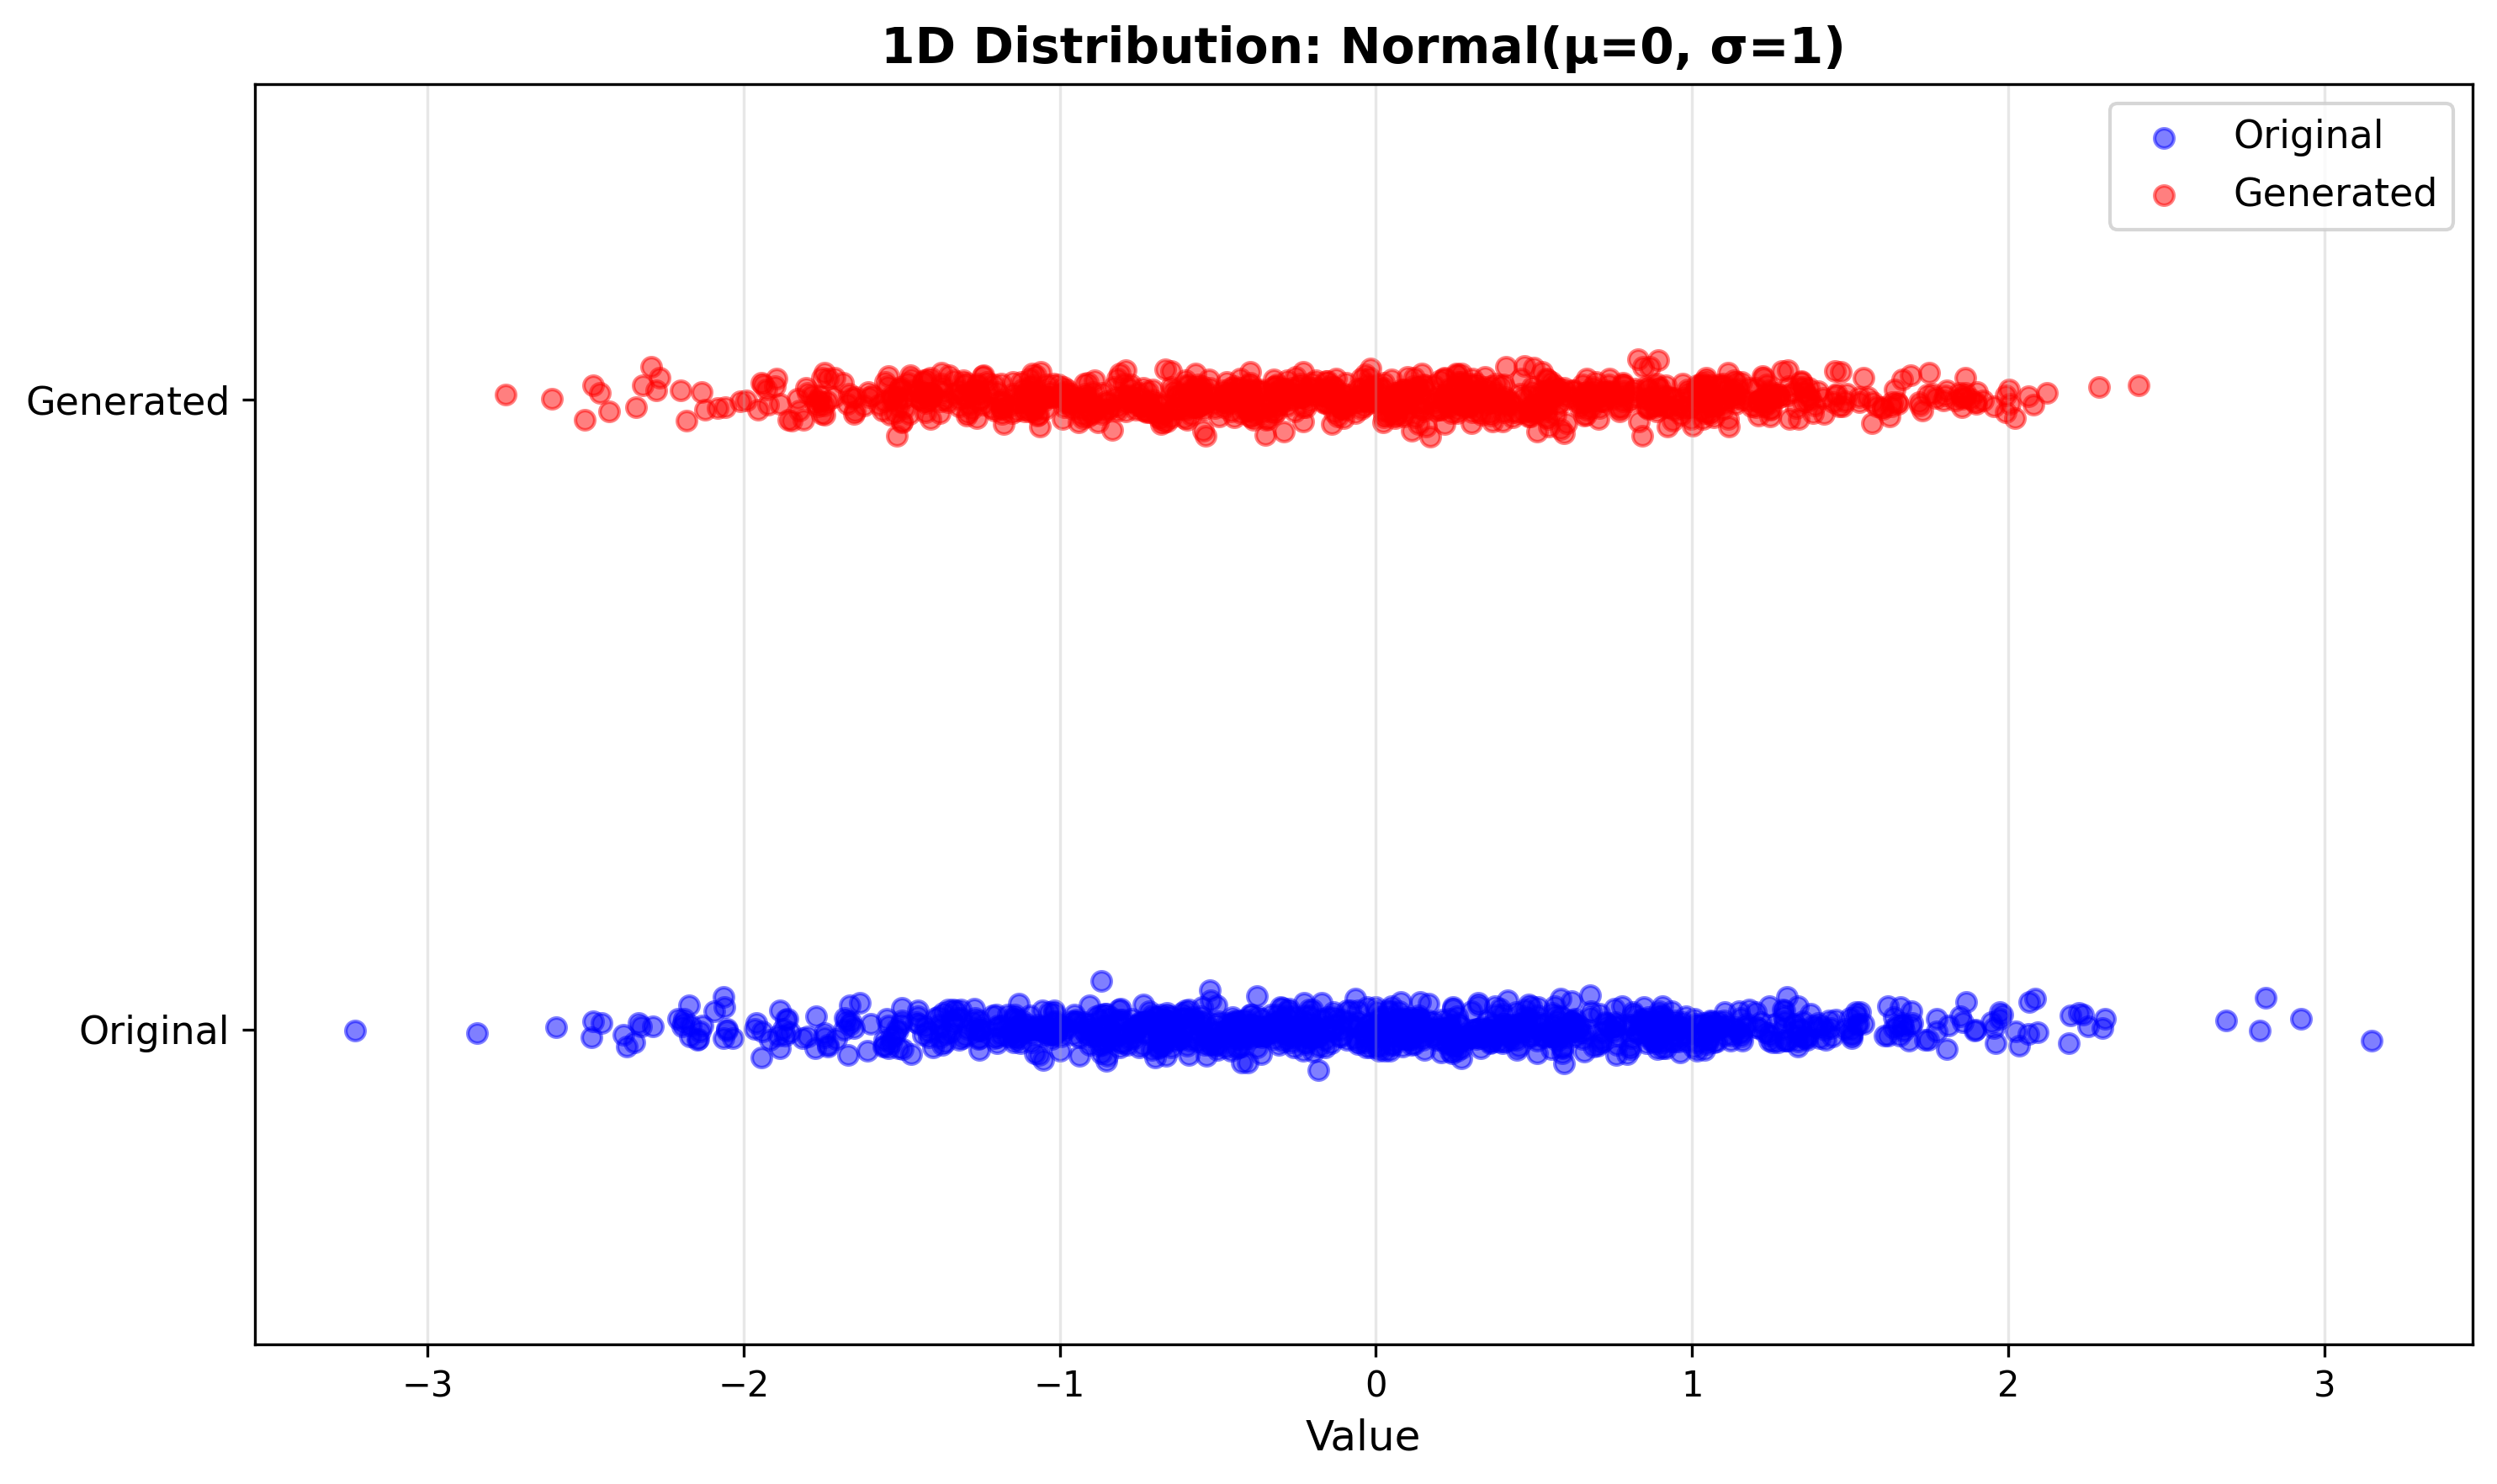 1D Distribution: Normal(μ=0, σ=1)
Original
Generated
Generated
Original
−3
−2
−1
0
1
2
3
Value